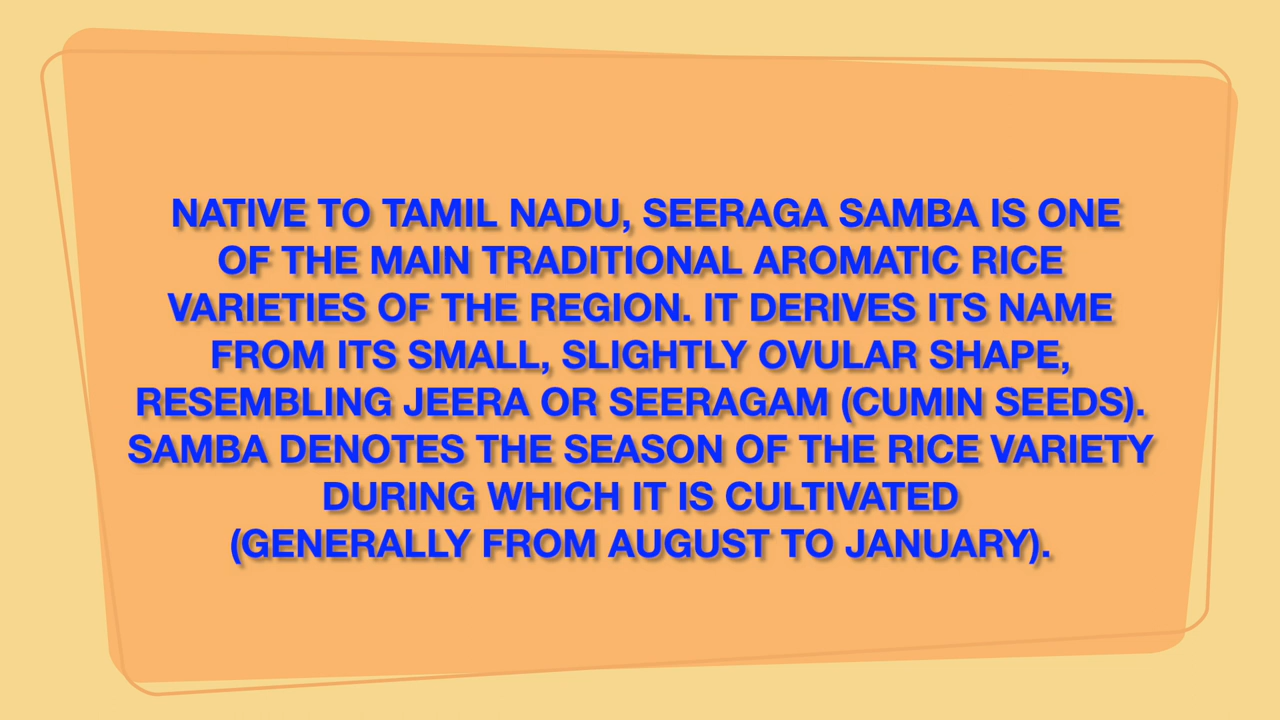 NATIVE TO TAMIL NADU, SEERAGA SAMBA IS ONE
OF THE MAIN TRADITIONAL AROMATIC RICE
VARIETIES OF THE REGION. IT DERIVES ITS NAME
FROM ITS SMALL, SLIGHTLY OVULAR SHAPE,
RESEMBLING JEERA OR SEERAGAM (CUMIN SEEDS).
SAMBA DENOTES THE SEASON OF THE RICE VARIETY
DURING WHICH IT IS CULTIVATED
(GENERALLY FROM AUGUST TO JANUARY).